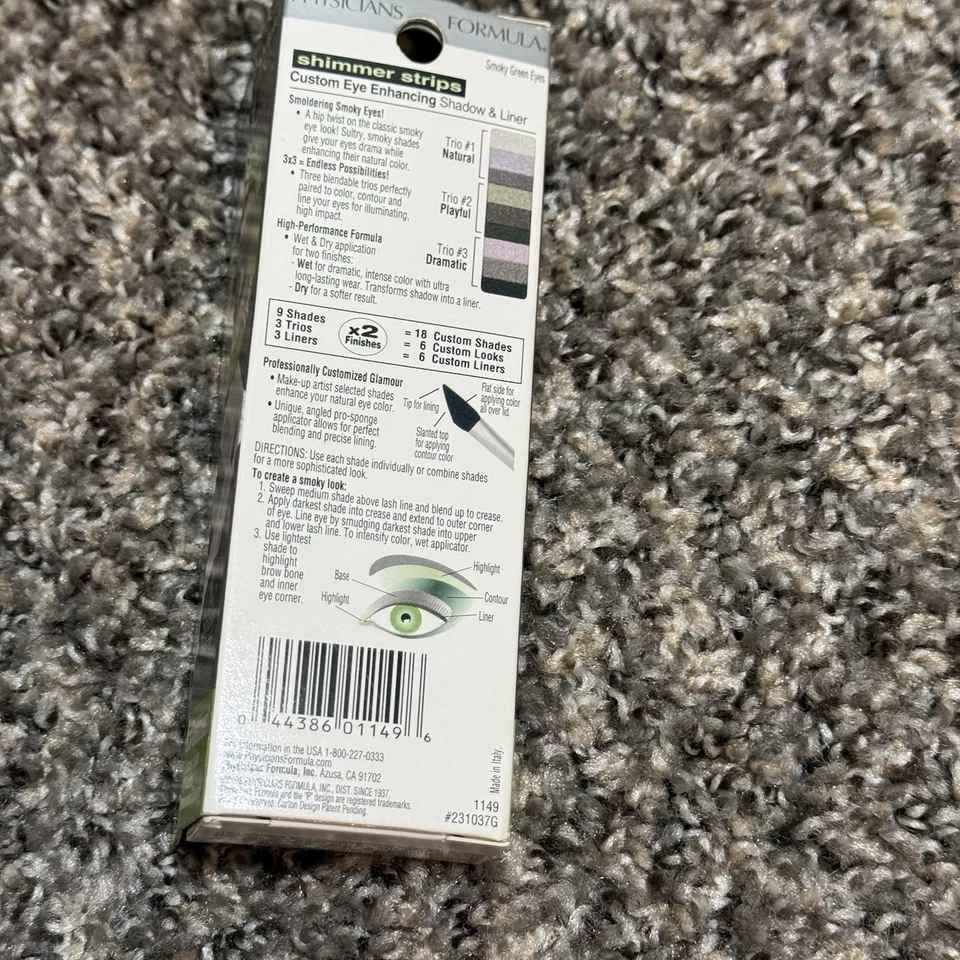 PHYSICIANS FORMULA®
Smoky Green Eyes
shimmer strips
Custom Eye Enhancing Shadow & Liner
Smoldering Smoky Eyes!
• A hip twist on the classic smoky
eye look! Sultry, smoky shades
give your eyes drama while
enhancing their natural color.
3x3 = Endless Possibilities!
• Three blendable trios perfectly
paired to color, contour and
line your eyes for illuminating,
high impact.
High-Performance Formula
• Wet & Dry application
for two finishes:
- Wet for dramatic, intense color with ultra
long-lasting wear. Transforms shadow into a liner.
- Dry for a softer result.
Trio #1
Natural
Trio #2
Playful
Trio #3
Dramatic
9 Shades
3 Trios
3 Liners
x2
Finishes
= 18 Custom Shades
= 6 Custom Looks
= 6 Custom Liners
Professionally Customized Glamour
• Make-up artist selected shades
enhance your natural eye color.
• Unique, angled pro-sponge
applicator allows for perfect
blending and precise lining.
Tip for lining
Flat side for
applying color
all over lid.
Slanted top
for applying
contour color
DIRECTIONS: Use each shade individually or combine shades
for a more sophisticated look.
To create a smoky look:
1. Sweep medium shade above lash line and blend up to crease.
2. Apply darkest shade into crease and extend to outer corner
of eye. Line eye by smudging darkest shade into upper
and lower lash line. To intensify color, wet applicator.
3. Use lightest
shade to
highlight
brow bone
and inner
eye corner.
Highlight
Base
Contour
Highlight
Liner
0 44386 01149 6
Information in the USA 1-800-227-0333
PhysiciansFormula.com
Formula, Inc. Azusa, CA 91702
FORMULA, INC. DIST. SINCE 1937.
Formula and the "P" design are registered trademarks.
reserved. Carton Design Patent Pending.
Made in Italy.
1149
#231037G